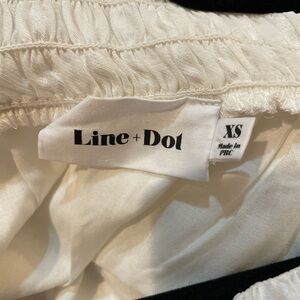 Line + Dot
XS
Made In
PRC